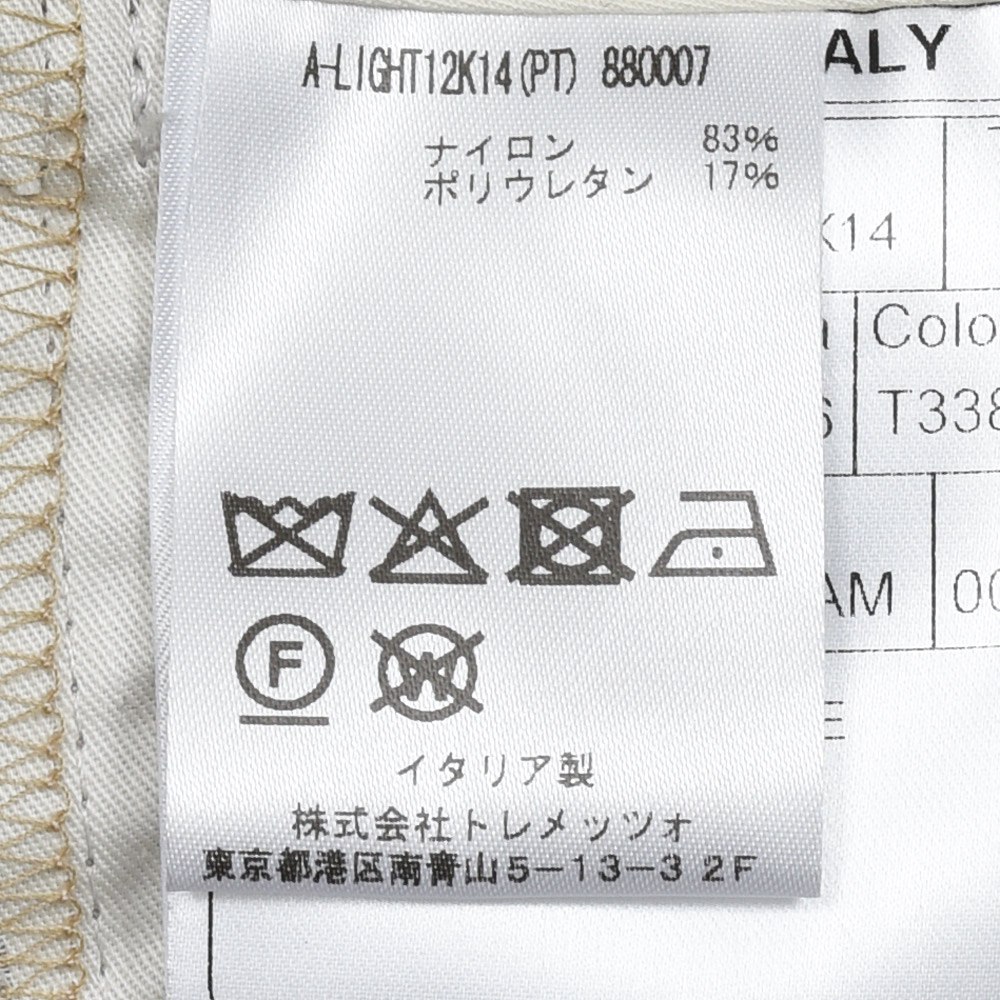 A-LIGHT12K14(PT) 880007
ナイロン 83%
ポリウレタン 17%
F
W
イタリア製
株式会社トレメッツォ
東京都港区南青山5-13-3 2F
ALY
K14
Colo
T338
AM
00